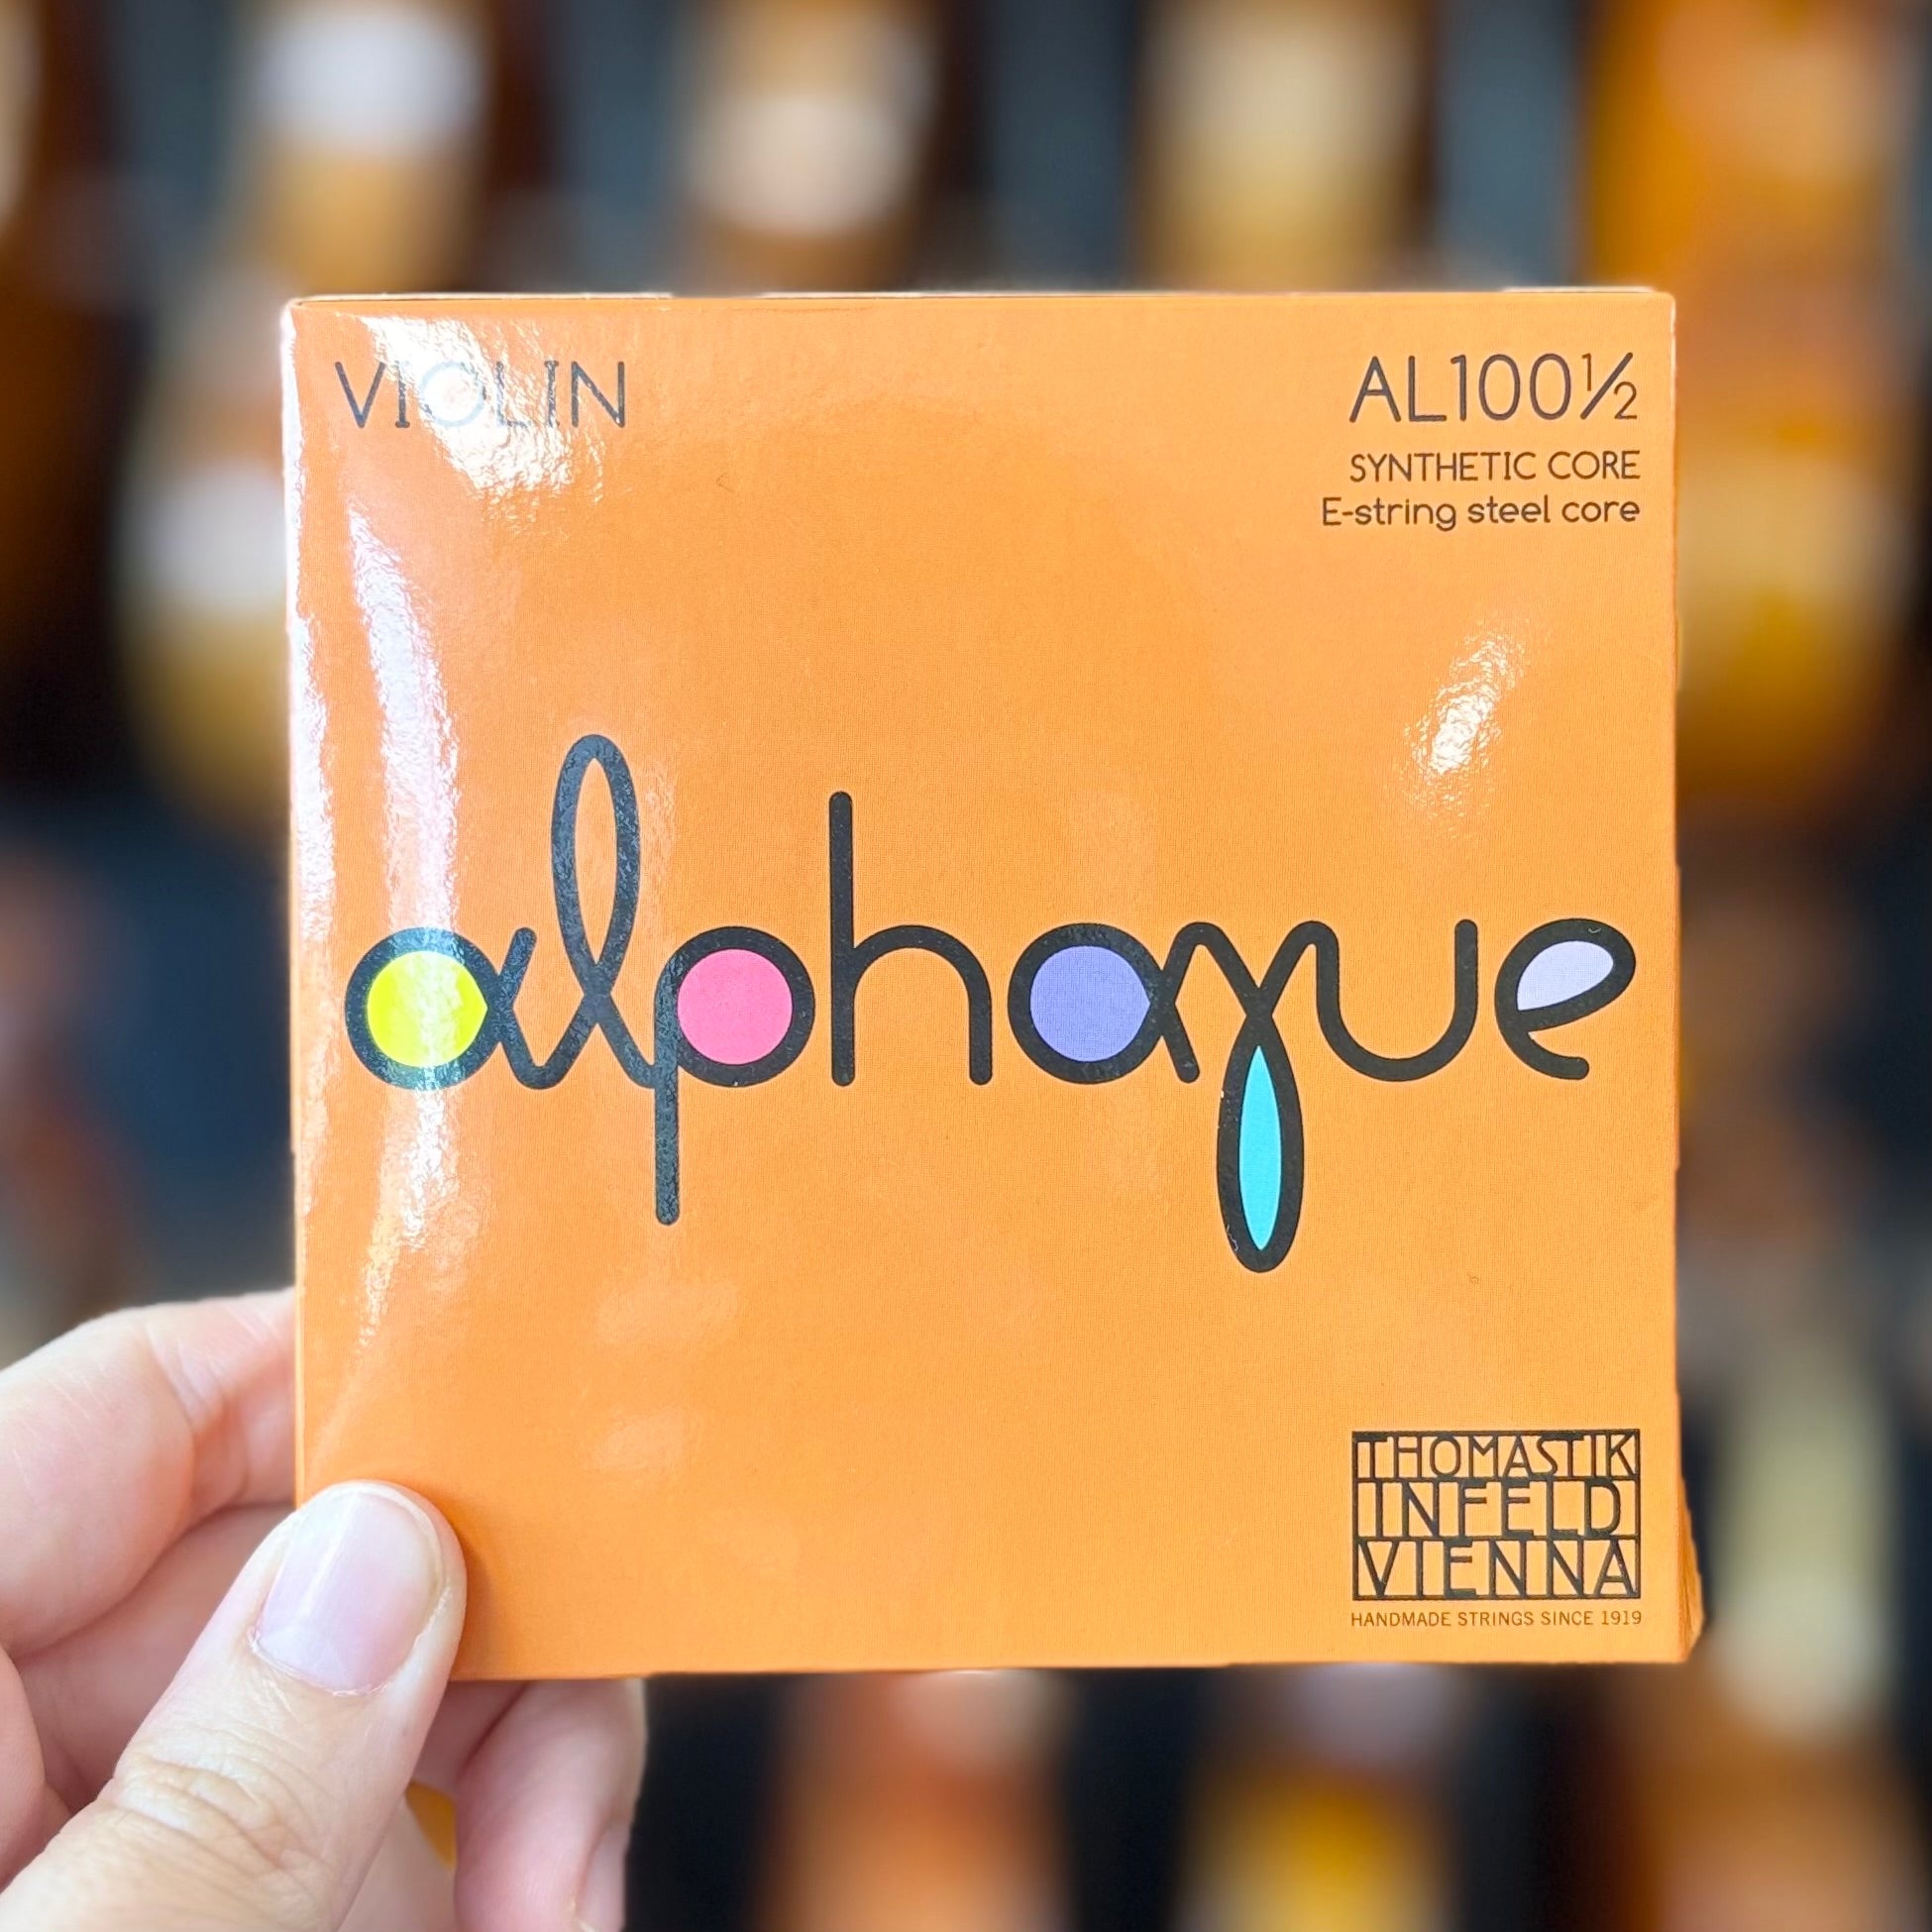 VIOLIN
AL100½
SYNTHETIC CORE
E-string steel core
alphayue
THOMASTIK
INFELD
VIENNA
HANDMADE STRINGS SINCE 1919